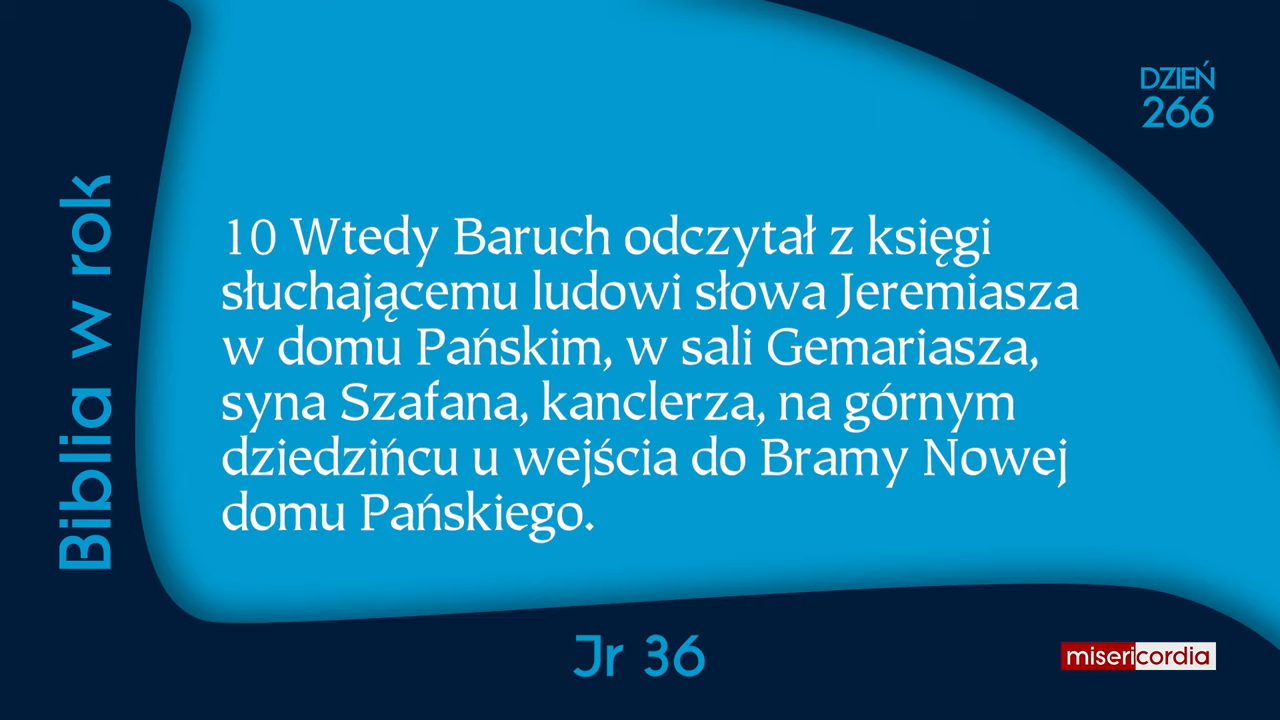 DZIEŃ
266
Biblia w rok
10 Wtedy Baruch odczytał z księgi
słuchającemu ludowi słowa Jeremiasza
w domu Pańskim, w sali Gemariasza,
syna Szafana, kanclerza, na górnym
dziedzińcu u wejścia do Bramy Nowej
domu Pańskiego.
Jr 36
misericordia